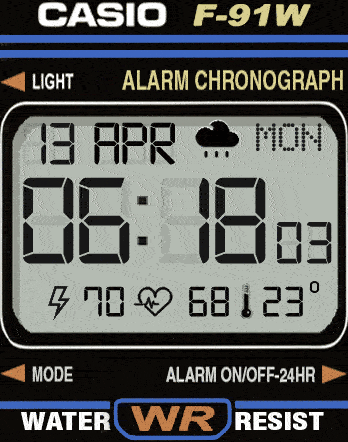 CASIO F-91W
LIGHT ALARM CHRONOGRAPH
13 APR MON
06:18 03
70 68 23°
MODE ALARM ON/OFF-24HR
WATER WR RESIST